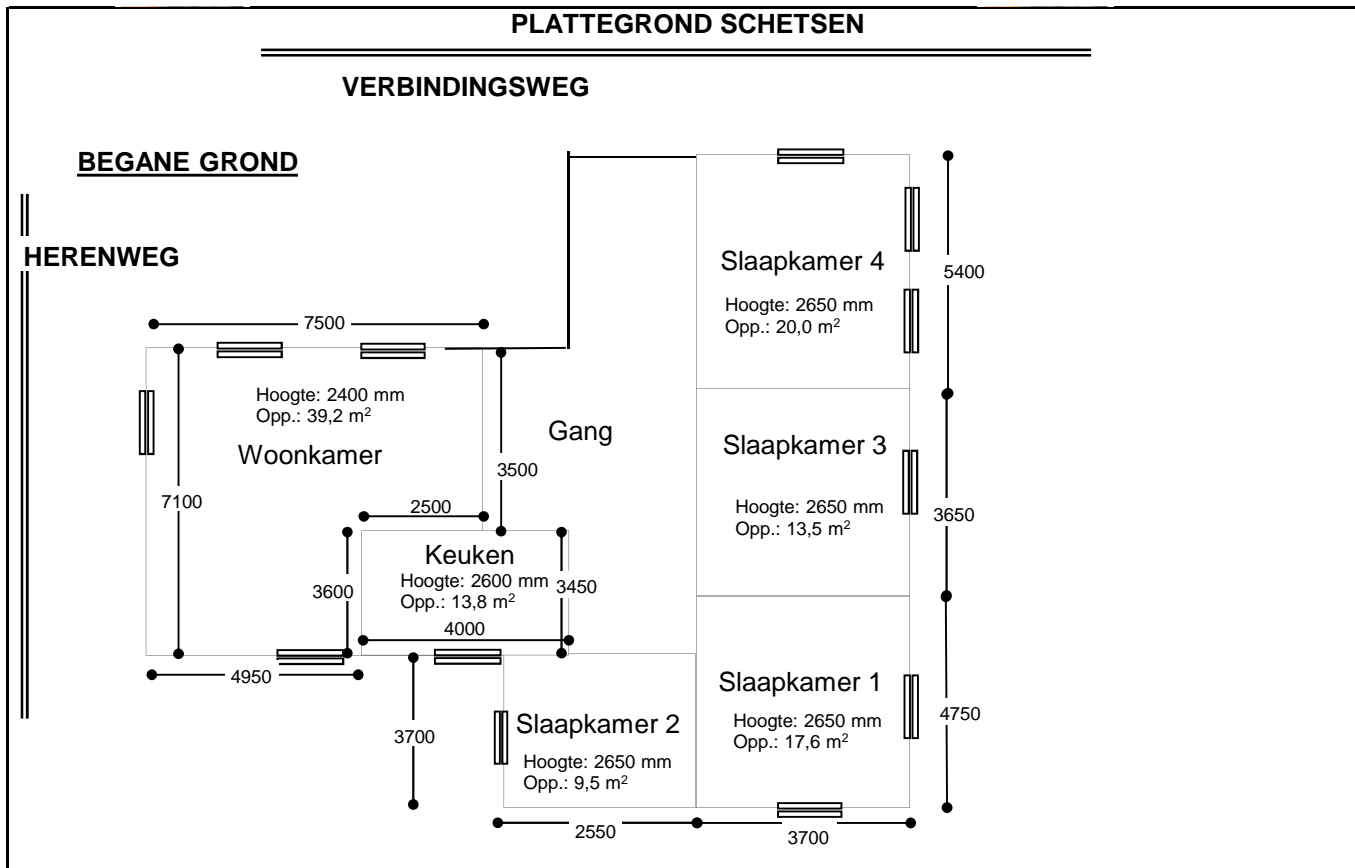 PLATTEGROND SCHETSEN
VERBINDINGSWEG
BEGANE GROND
HERENWEG
Slaapkamer 4
Hoogte: 2650 mm
Opp.: 20,0 m²
5400
7500
Hoogte: 2400 mm
Opp.: 39,2 m²
Woonkamer
7100
Gang
3500
2500
Slaapkamer 3
Hoogte: 2650 mm
Opp.: 13,5 m²
3650
Keuken
Hoogte: 2600 mm
Opp.: 13,8 m²
3600
3450
4000
4950
3700
Slaapkamer 2
Hoogte: 2650 mm
Opp.: 9,5 m²
2550
Slaapkamer 1
Hoogte: 2650 mm
Opp.: 17,6 m²
4750
3700